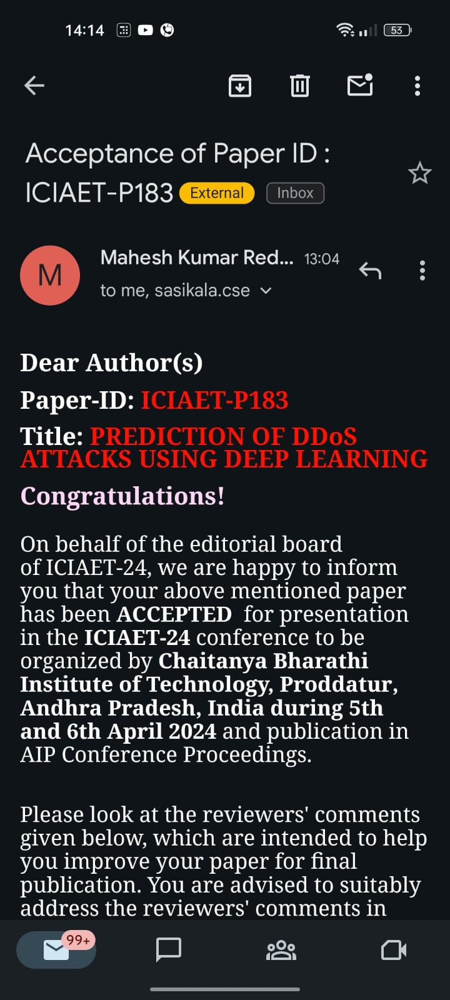 14:14
53
Acceptance of Paper ID :
ICIAET-P183 External Inbox
M
Mahesh Kumar Red... 13:04
to me, sasikala.cse
Dear Author(s)
Paper-ID: ICIAET-P183
Title: PREDICTION OF DDoS
ATTACKS USING DEEP LEARNING
Congratulations!
On behalf of the editorial board
of ICIAET-24, we are happy to inform
you that your above mentioned paper
has been ACCEPTED for presentation
in the ICIAET-24 conference to be
organized by Chaitanya Bharathi
Institute of Technology, Proddatur,
Andhra Pradesh, India during 5th
and 6th April 2024 and publication in
AIP Conference Proceedings.
Please look at the reviewers' comments
given below, which are intended to help
you improve your paper for final
publication. You are advised to suitably
address the reviewers' comments in
99+